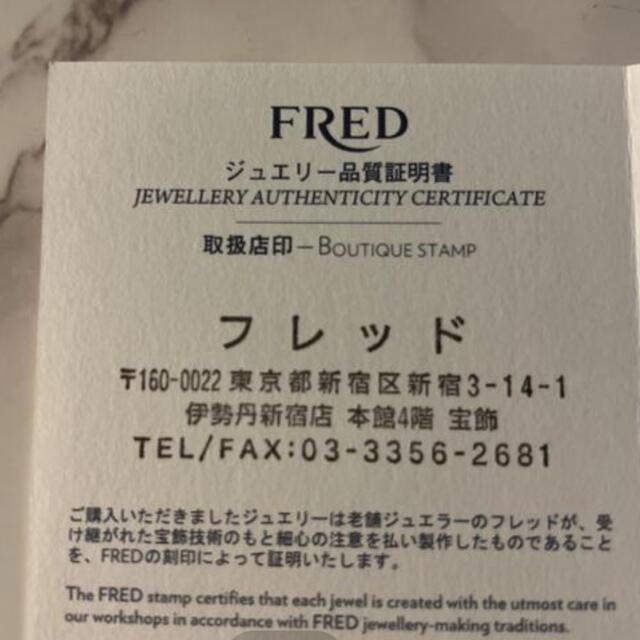 FRED
ジュエリー品質証明書
JEWELLERY AUTHENTICITY CERTIFICATE
取扱店印 — BOUTIQUE STAMP
フレッド
〒160-0022 東京都新宿区新宿3-14-1
伊勢丹新宿店 本館4階 宝飾
TEL/FAX:03-3356-2681
ご購入いただきましたジュエリーは老舗ジュエラーのフレッドが、受
け継がれた宝飾技術のもと細心の注意を払い製作したものであること
を、FREDの刻印によって証明いたします。
The FRED stamp certifies that each jewel is created with the utmost care in
our workshops in accordance with FRED jewellery-making traditions.